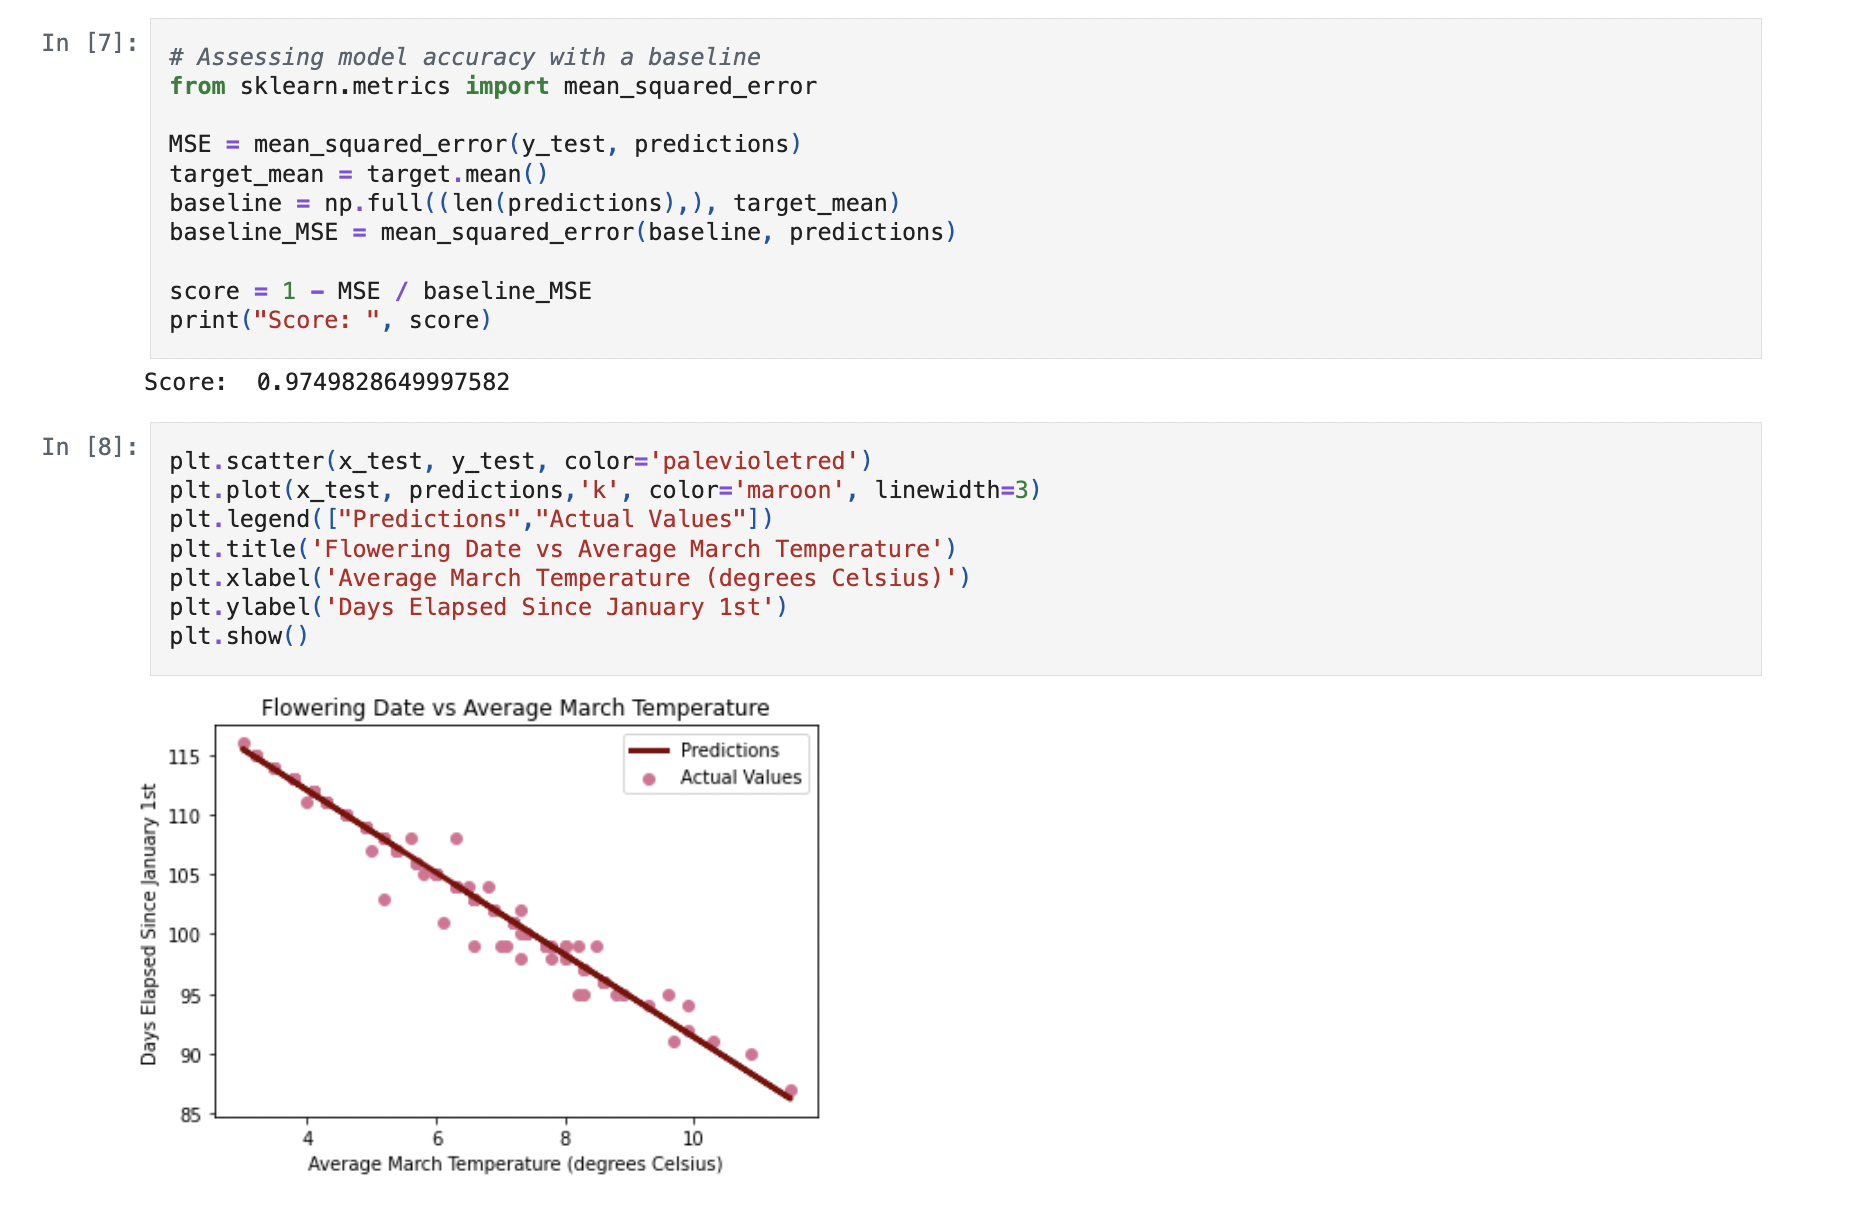 In [7]:
# Assessing model accuracy with a baseline
from sklearn.metrics import mean_squared_error
MSE = mean_squared_error(y_test, predictions)
target_mean = target.mean()
baseline = np.full((len(predictions),), target_mean)
baseline_MSE = mean_squared_error(baseline, predictions)
score = 1 - MSE / baseline_MSE
print("Score: ", score)
Score:  0.9749828649997582
In [8]:
plt.scatter(x_test, y_test, color='palevioletred')
plt.plot(x_test, predictions,'k', color='maroon', linewidth=3)
plt.legend(["Predictions","Actual Values"])
plt.title('Flowering Date vs Average March Temperature')
plt.xlabel('Average March Temperature (degrees Celsius)')
plt.ylabel('Days Elapsed Since January 1st')
plt.show()
Flowering Date vs Average March Temperature
Predictions
Actual Values
Days Elapsed Since January 1st
115
110
105
100
95
90
85
4 6 8 10
Average March Temperature (degrees Celsius)